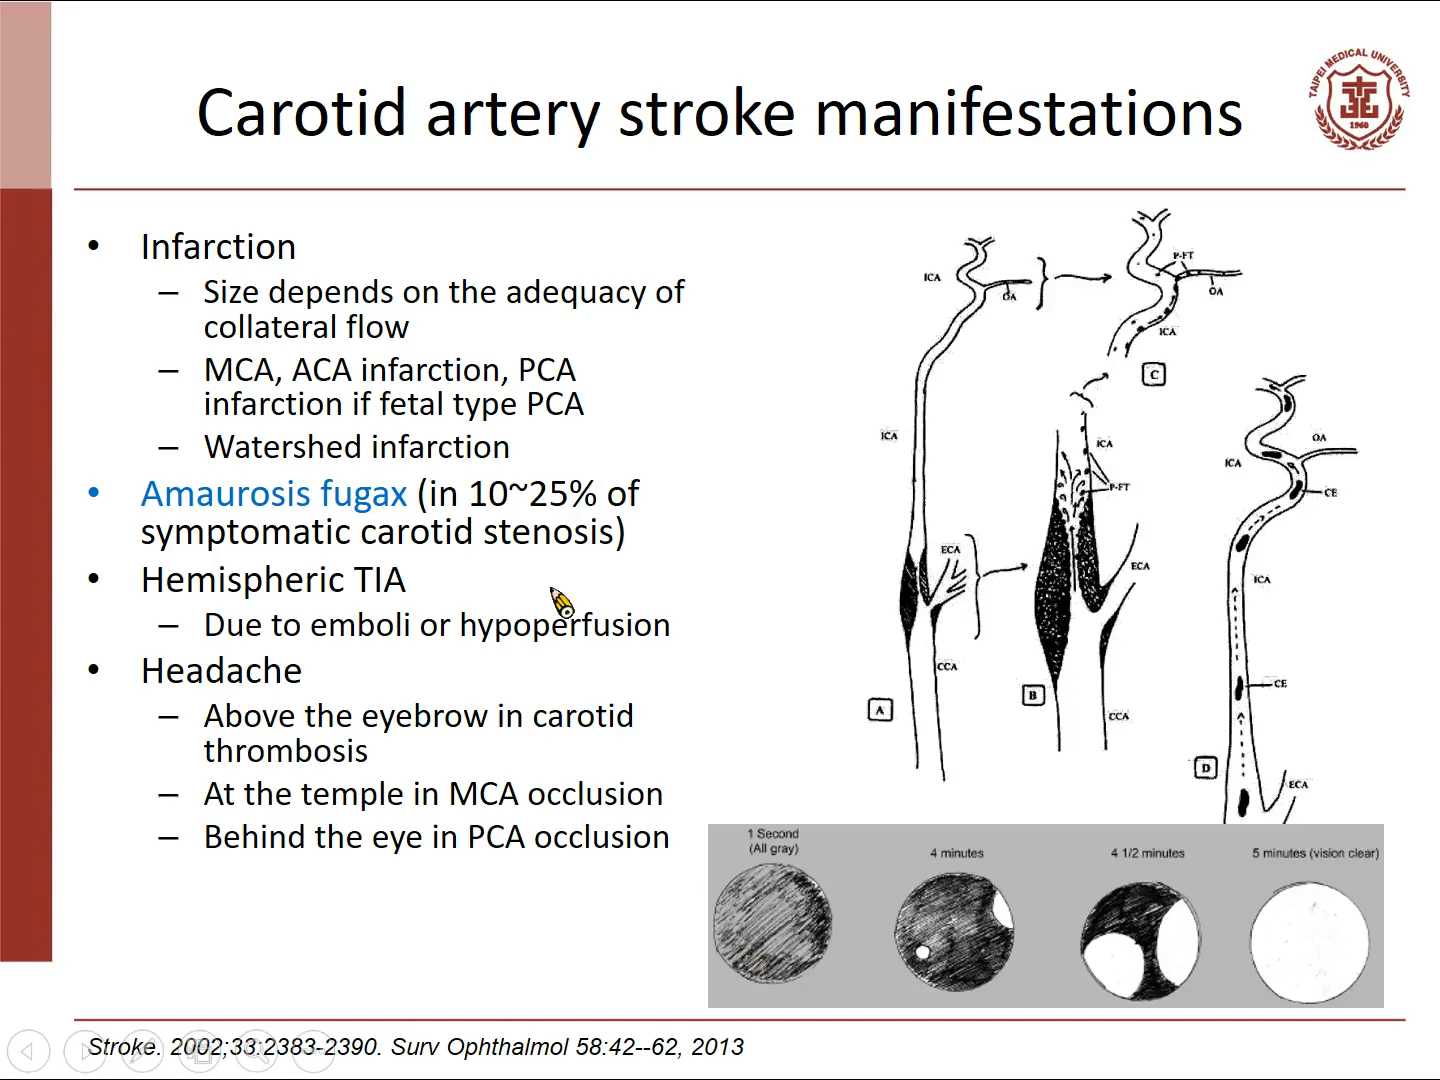 Carotid artery stroke manifestations
TAIPEI MEDICAL UNIVERSITY
1960
• Infarction
– Size depends on the adequacy of
collateral flow
– MCA, ACA infarction, PCA
infarction if fetal type PCA
– Watershed infarction
• Amaurosis fugax (in 10~25% of
symptomatic carotid stenosis)
• Hemispheric TIA
– Due to emboli or hypoperfusion
• Headache
– Above the eyebrow in carotid
thrombosis
– At the temple in MCA occlusion
– Behind the eye in PCA occlusion
ICA
OA
ICA
ECA
CCA
A
ICA
P-FT
ECA
CCA
B
P-FT
OA
ICA
C
OA
ICA
CE
ICA
CE
ECA
D
1 Second
(All gray)
4 minutes
4 1/2 minutes
5 minutes (vision clear)
Stroke. 2002;33:2383-2390. Surv Ophthalmol 58:42--62, 2013